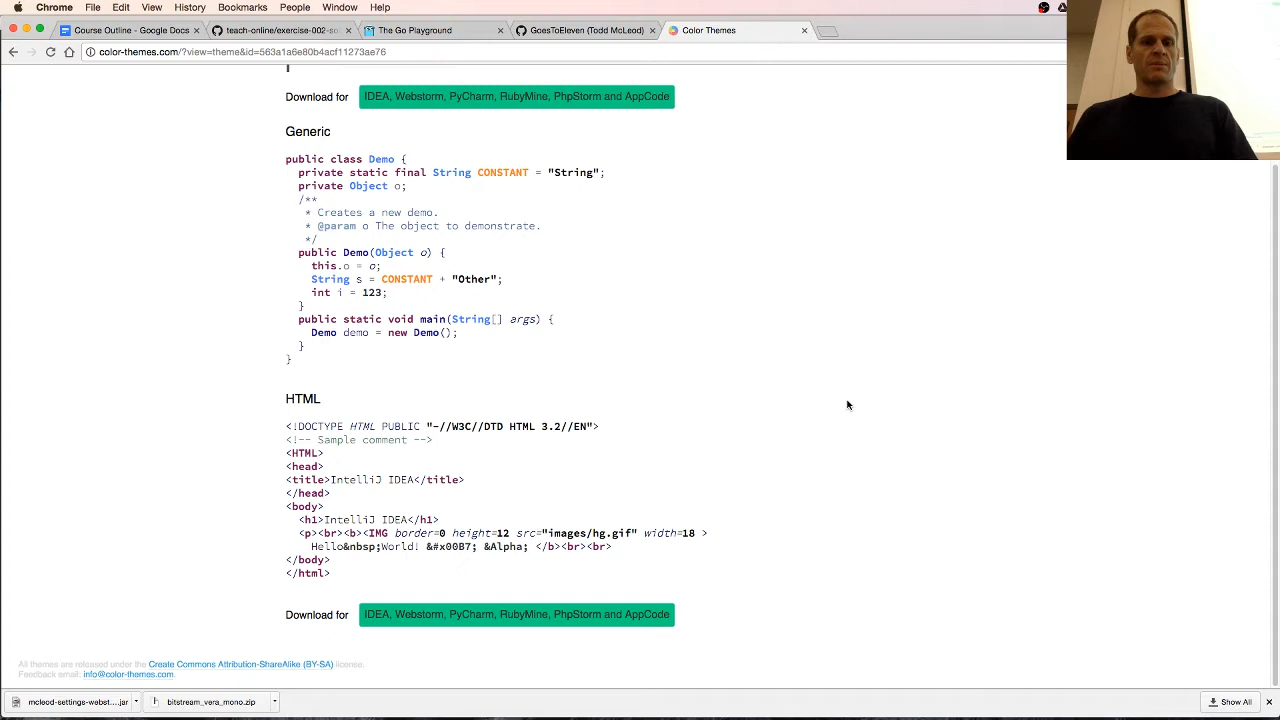 Chrome File Edit View History Bookmarks People Window Help
Course Outline - Google Docs × teach-online/exercise-002-sol × The Go Playground × GoesToEleven (Todd McLeod) × Color Themes ×
color-themes.com/?view=theme&id=563a1a6e80b4acf11273ae76
Download for IDEA, Webstorm, PyCharm, RubyMine, PhpStorm and AppCode
Generic
public class Demo {
private static final String CONSTANT = "String";
private Object o;
/**
* Creates a new demo.
* @param o The object to demonstrate.
*/
public Demo(Object o) {
this.o = o;
String s = CONSTANT + "Other";
int i = 123;
}
public static void main(String[] args) {
Demo demo = new Demo();
}
}
HTML
<!DOCTYPE HTML PUBLIC "-//W3C//DTD HTML 3.2//EN">
<!-- Sample comment -->
<HTML>
<head>
<title>IntelliJ IDEA</title>
</head>
<body>
<h1>IntelliJ IDEA</h1>
<p><br><b><IMG border=0 height=12 src="images/hg.gif" width=18 >
Hello&nbsp;World! &#x00B7; &Alpha; </b><br><br>
</body>
</html>
Download for IDEA, Webstorm, PyCharm, RubyMine, PhpStorm and AppCode
All themes are released under the Create Commons Attribution-ShareAlike (BY-SA) license.
Feedback email: info@color-themes.com.
mcleod-settings-webst....jar bitstream_vera_mono.zip Show All ×